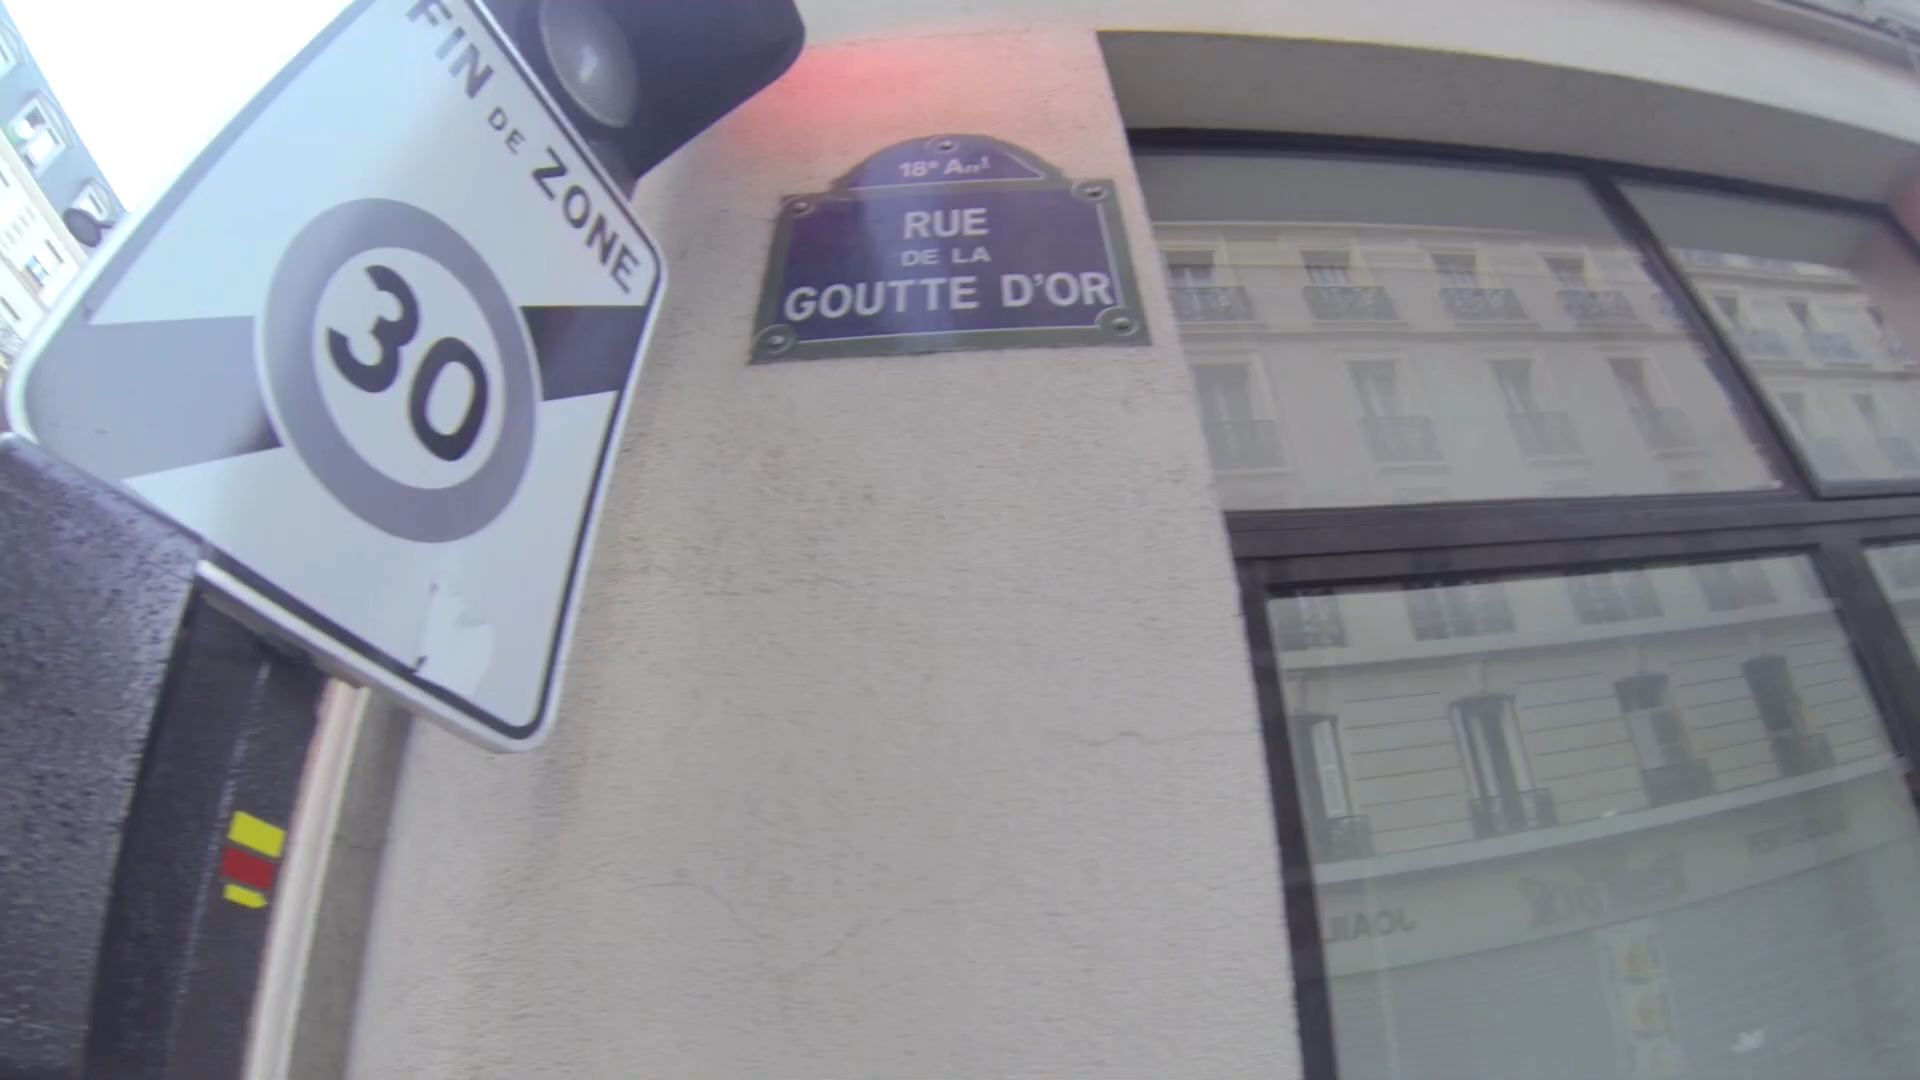 FIN DE ZONE
30
18e Arrt
RUE
DE LA
GOUTTE D'OR